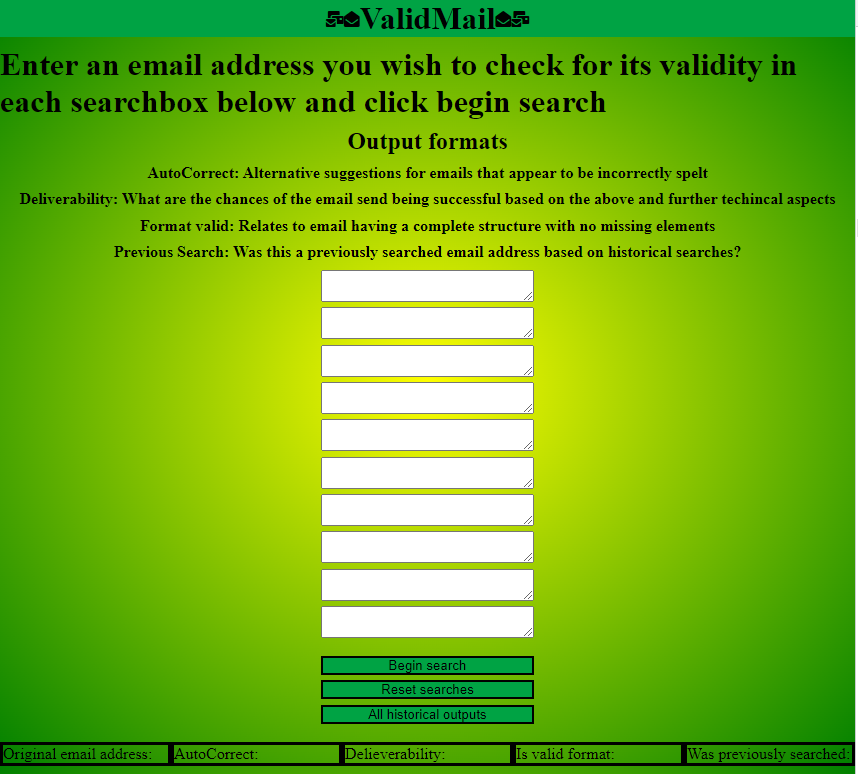 ValidMail
Enter an email address you wish to check for its validity in
each searchbox below and click begin search
Output formats
AutoCorrect: Alternative suggestions for emails that appear to be incorrectly spelt
Deliverability: What are the chances of the email send being successful based on the above and further techincal aspects
Format valid: Relates to email having a complete structure with no missing elements
Previous Search: Was this a previously searched email address based on historical searches?
Begin search
Reset searches
All historical outputs
Original email address: AutoCorrect: Delieverability: Is valid format: Was previously searched: